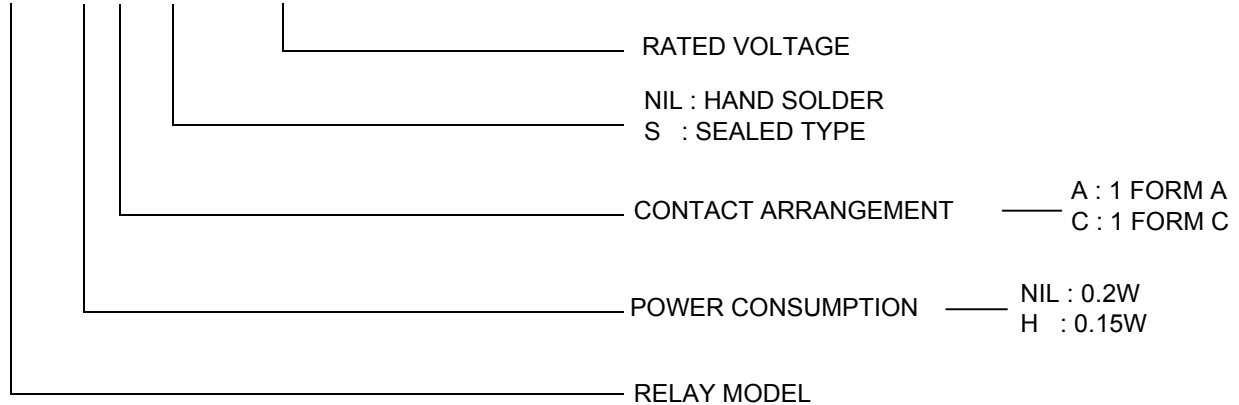 RATED VOLTAGE
NIL : HAND SOLDER
S : SEALED TYPE
CONTACT ARRANGEMENT
A : 1 FORM A
C : 1 FORM C
POWER CONSUMPTION
NIL : 0.2W
H : 0.15W
RELAY MODEL